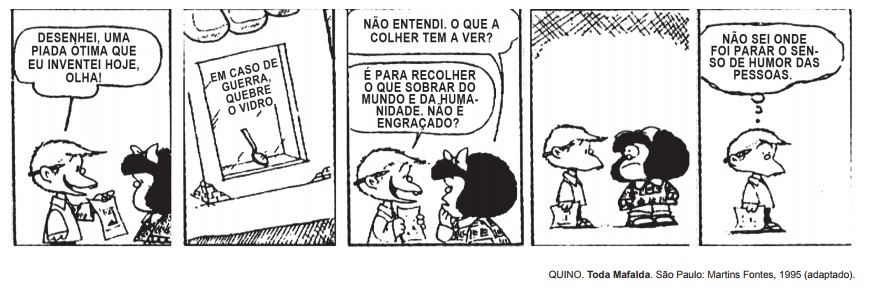 DESENHEI, UMA
PIADA OTIMA QUE
EU INVENTEI HOJE,
OLHA!
EM CASO DE
GUERRA,
QUEBRE
O VIDRO
NÃO ENTENDI. O QUE A
COLHER TEM A VER?
É PARA RECOLHER
O QUE SOBRAR DO
MUNDO E DA HUMA-
NIDADE. NÃO É
ENGRAÇADO?
NÃO SEI ONDE
FOI PARAR O SEN-
SO DE HUMOR DAS
PESSOAS.
QUINO. Toda Mafalda. São Paulo: Martins Fontes, 1995 (adaptado).